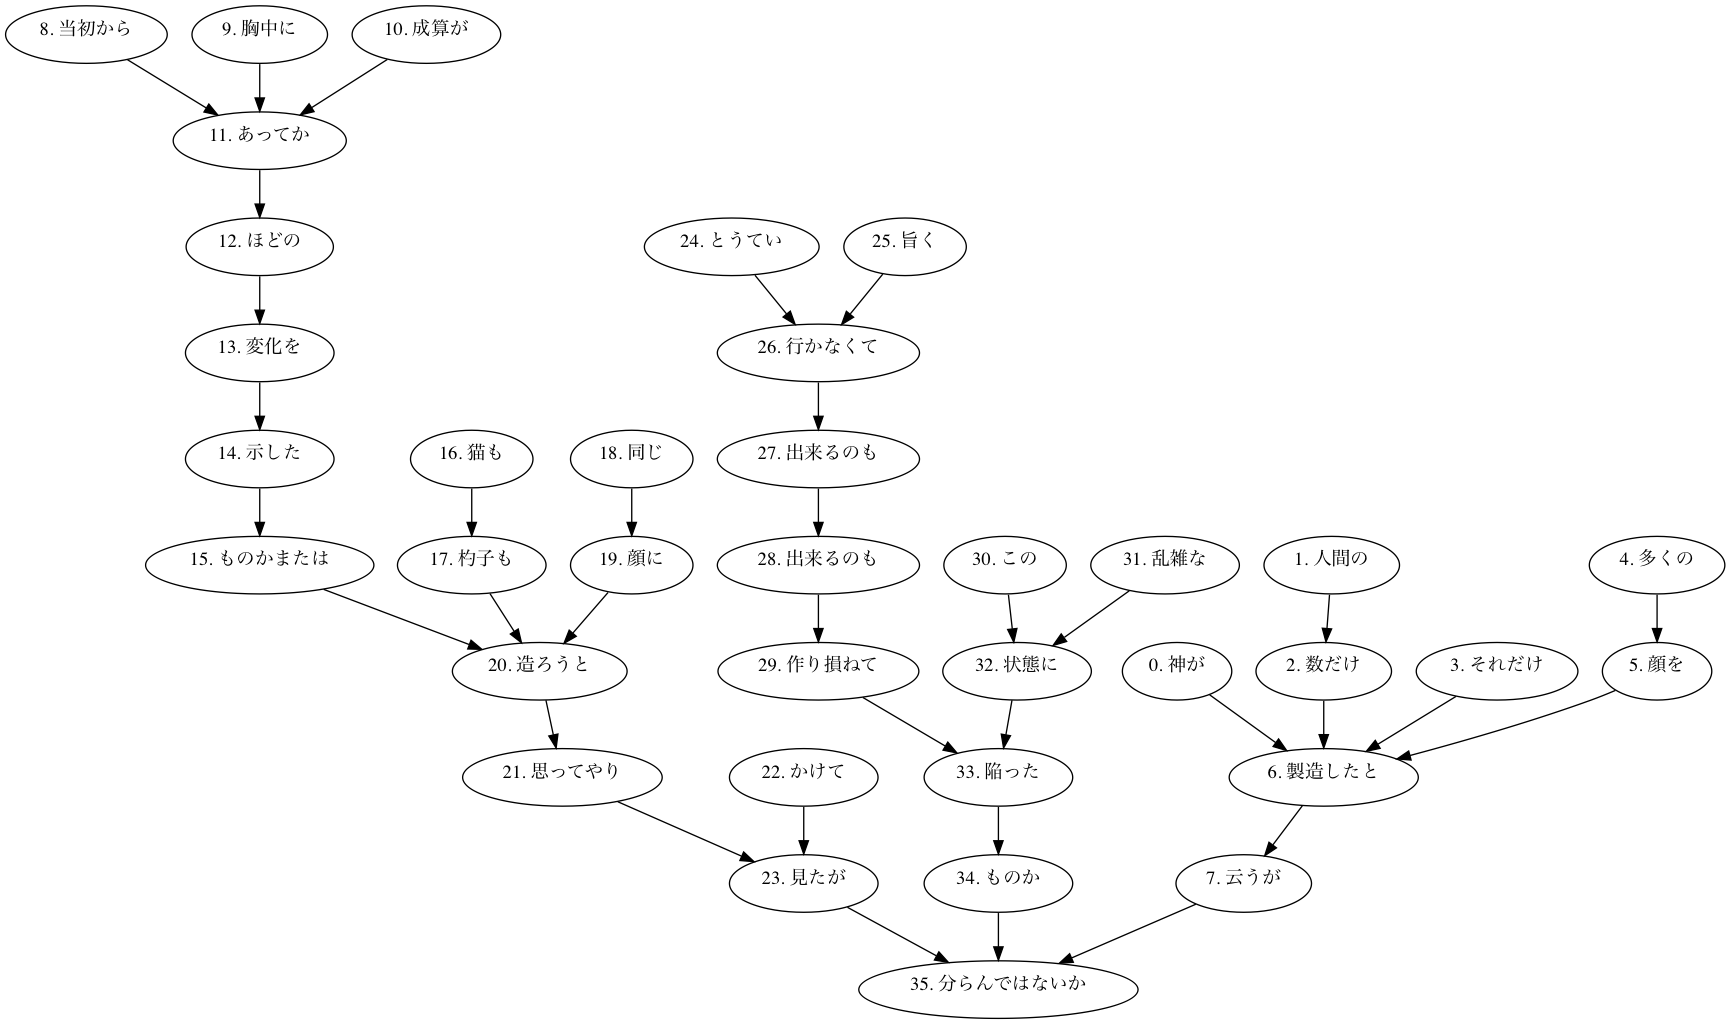 8. 当初から
9. 胸中に
10. 成算が
11. あってか
12. ほどの
24. とうてい
25. 旨く
13. 変化を
26. 行かなくて
14. 示した
16. 猫も
18. 同じ
27. 出来るのも
15. ものかまたは
17. 杓子も
19. 顔に
28. 出来るのも
30. この
31. 乱雑な
1. 人間の
4. 多くの
20. 造ろうと
29. 作り損ねて
32. 状態に
0. 神が
2. 数だけ
3. それだけ
5. 顔を
21. 思ってやり
22. かけて
33. 陥った
6. 製造したと
23. 見たが
34. ものか
7. 云うが
35. 分らんではないか